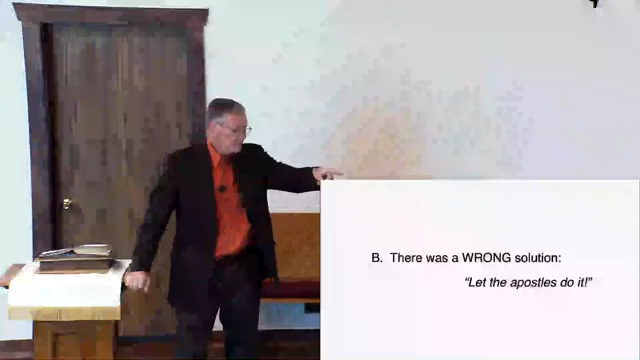 B. There was a WRONG solution:
"Let the apostles do it!"